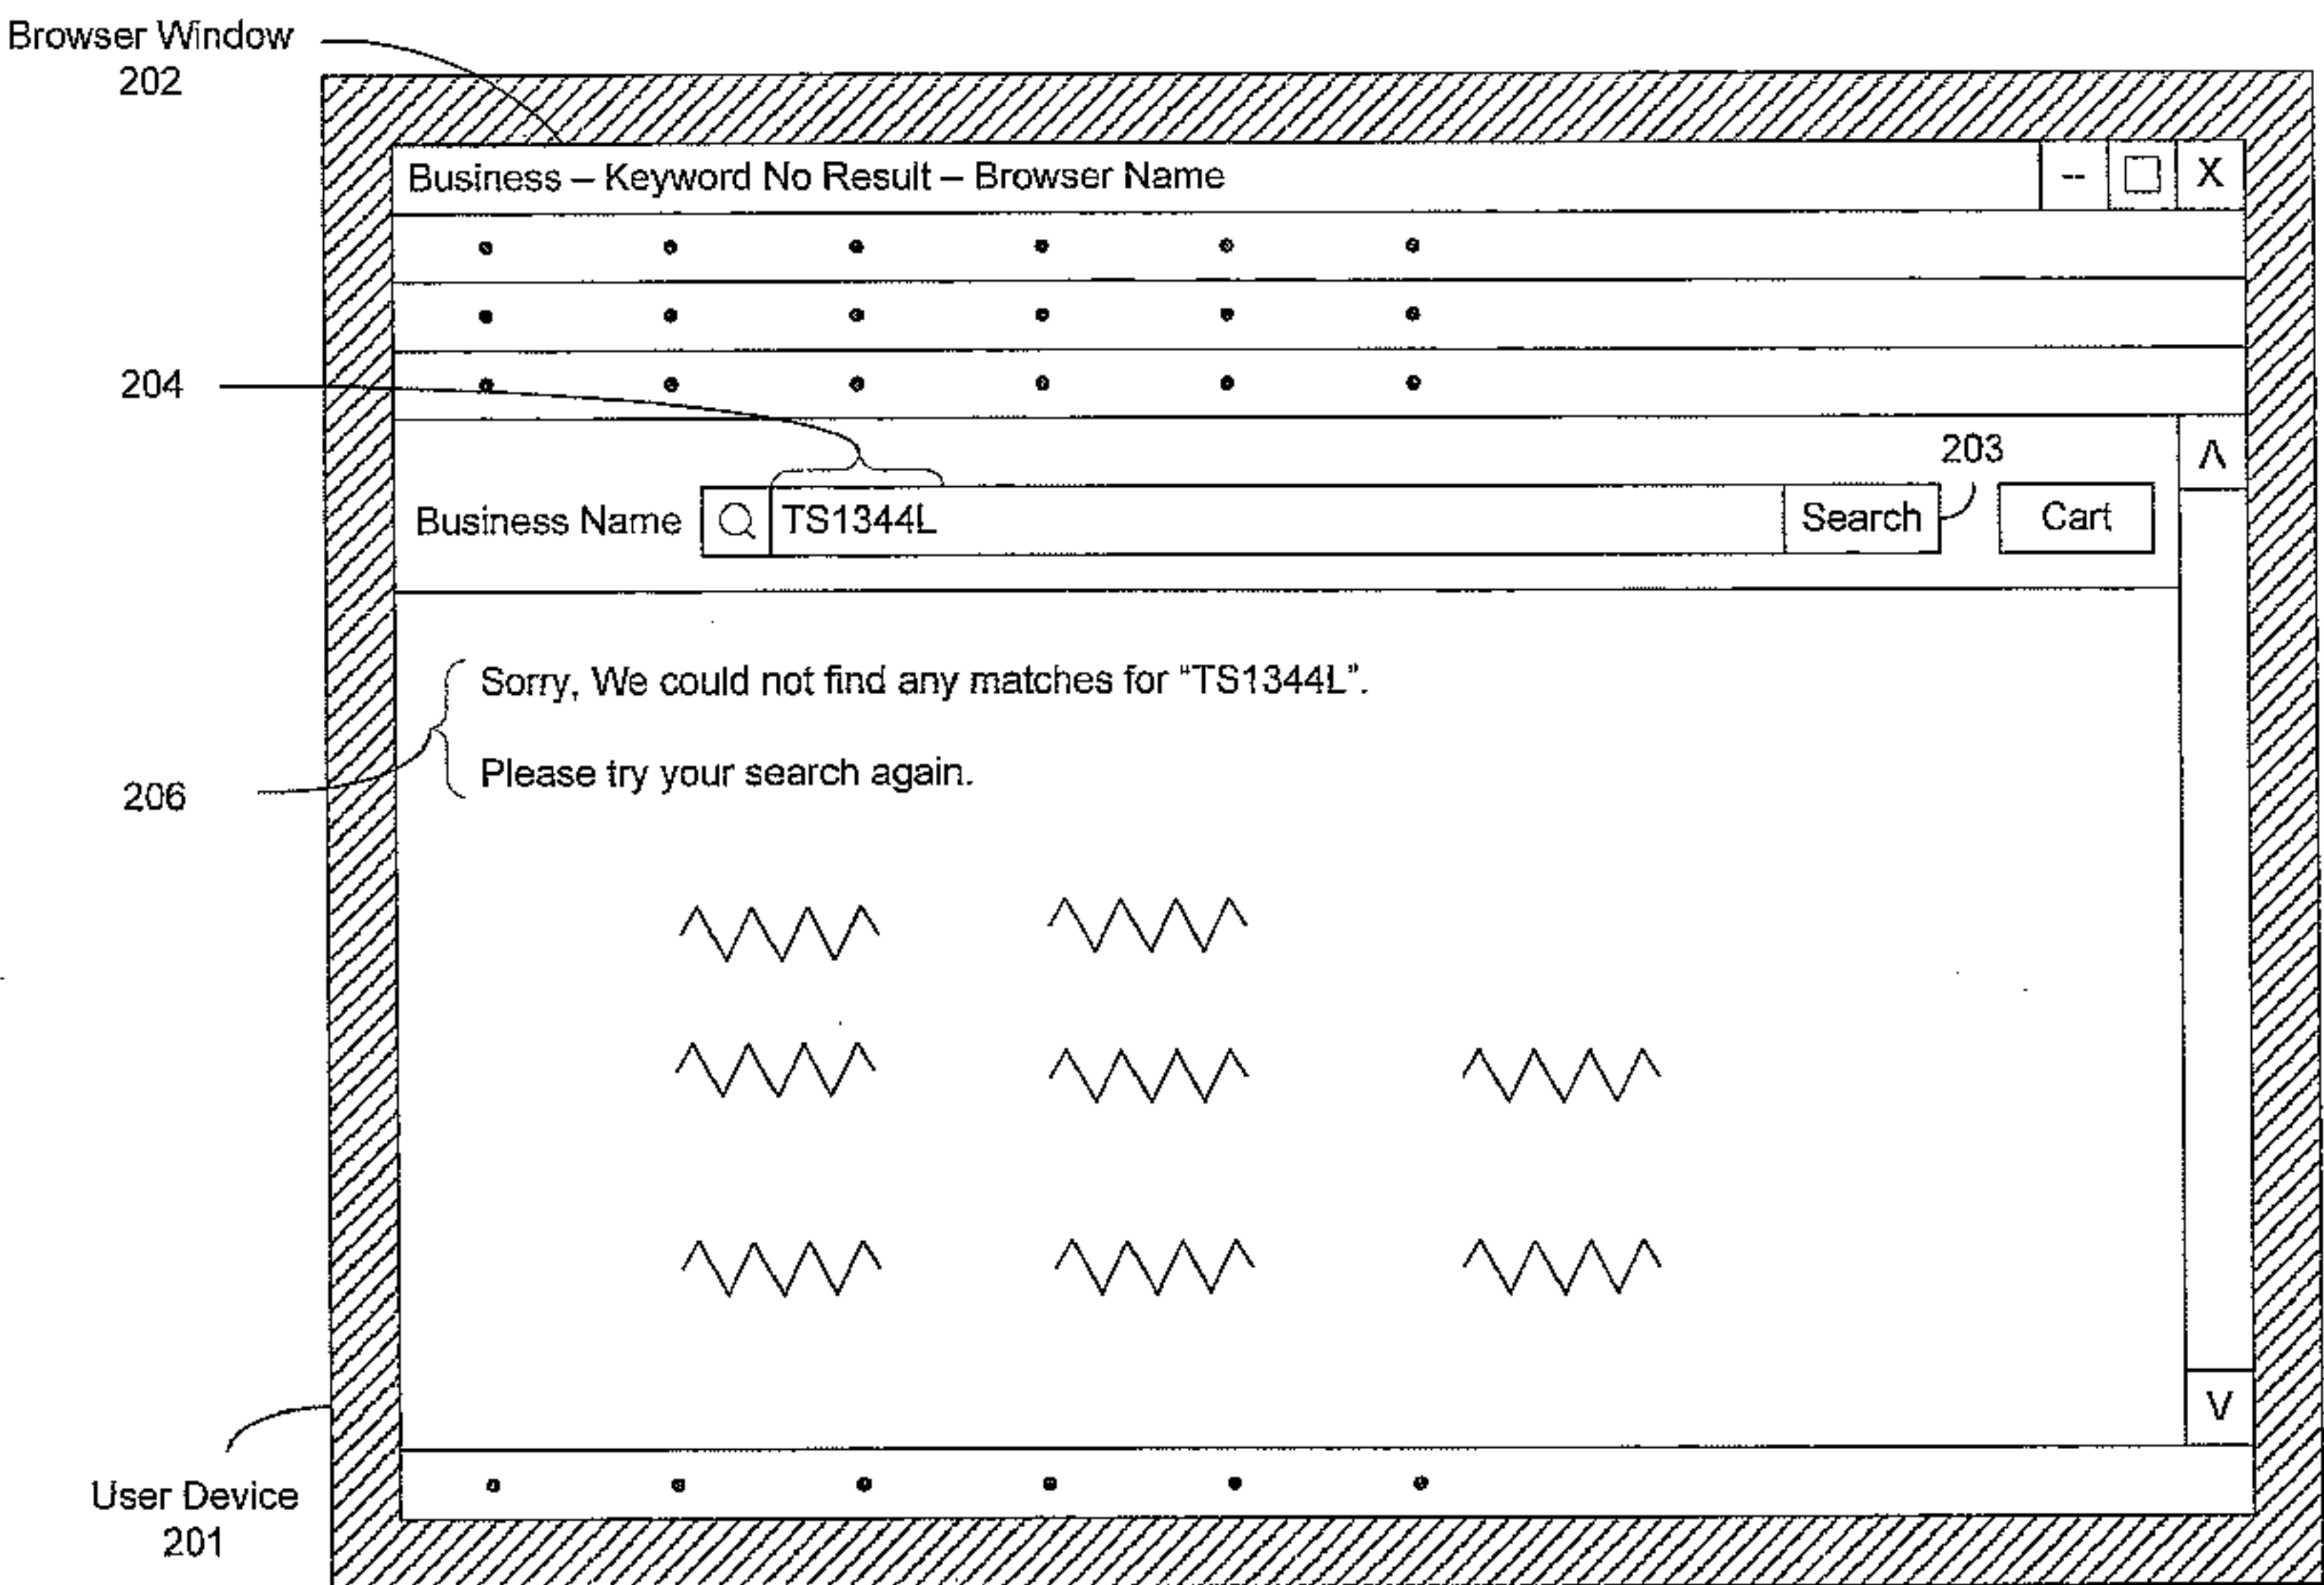 Browser Window
202
Business – Keyword No Result – Browser Name
-- X
204
203
Λ
Business Name TS1344L Search Cart
Sorry, We could not find any matches for “TS1344L”.
Please try your search again.
206
V
User Device
201